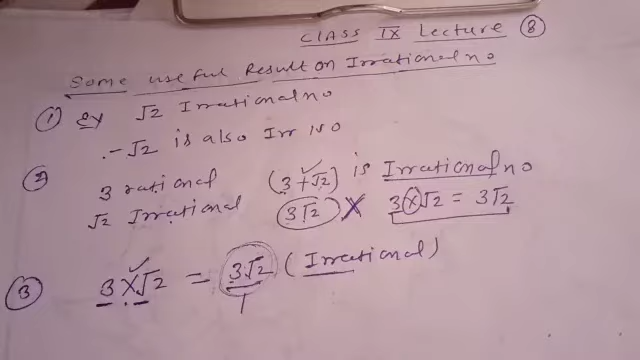 CLASS IX Lecture 8
Some useful Result on Irrational no
① Ex √2 Irrational no
-√2 is also Irr no
② 3 rational (3+√2) is Irrational no
√2 Irrational 3√2 X 3×√2 = 3√2
③ 3×√2 = 3√2 (Irrational)